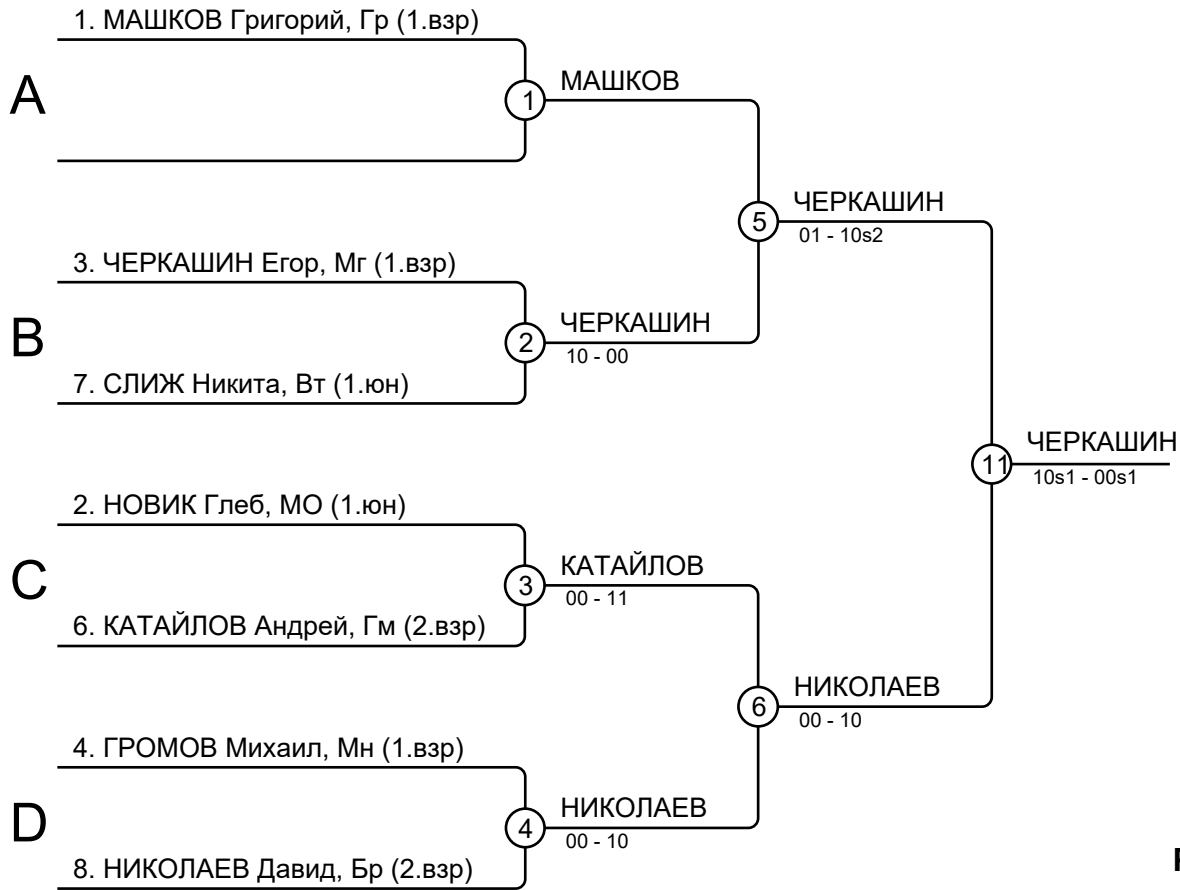 1. МАШКОВ Григорий, Гр (1.взр)
A
1
МАШКОВ
5
ЧЕРКАШИН
01 - 10s2
3. ЧЕРКАШИН Егор, Мг (1.взр)
B
2
ЧЕРКАШИН
10 - 00
7. СЛИЖ Никита, Вт (1.юн)
11
ЧЕРКАШИН
10s1 - 00s1
2. НОВИК Глеб, МО (1.юн)
C
3
КАТАЙЛОВ
00 - 11
6. КАТАЙЛОВ Андрей, Гм (2.взр)
6
НИКОЛАЕВ
00 - 10
4. ГРОМОВ Михаил, Мн (1.взр)
D
4
НИКОЛАЕВ
00 - 10
8. НИКОЛАЕВ Давид, Бр (2.взр)